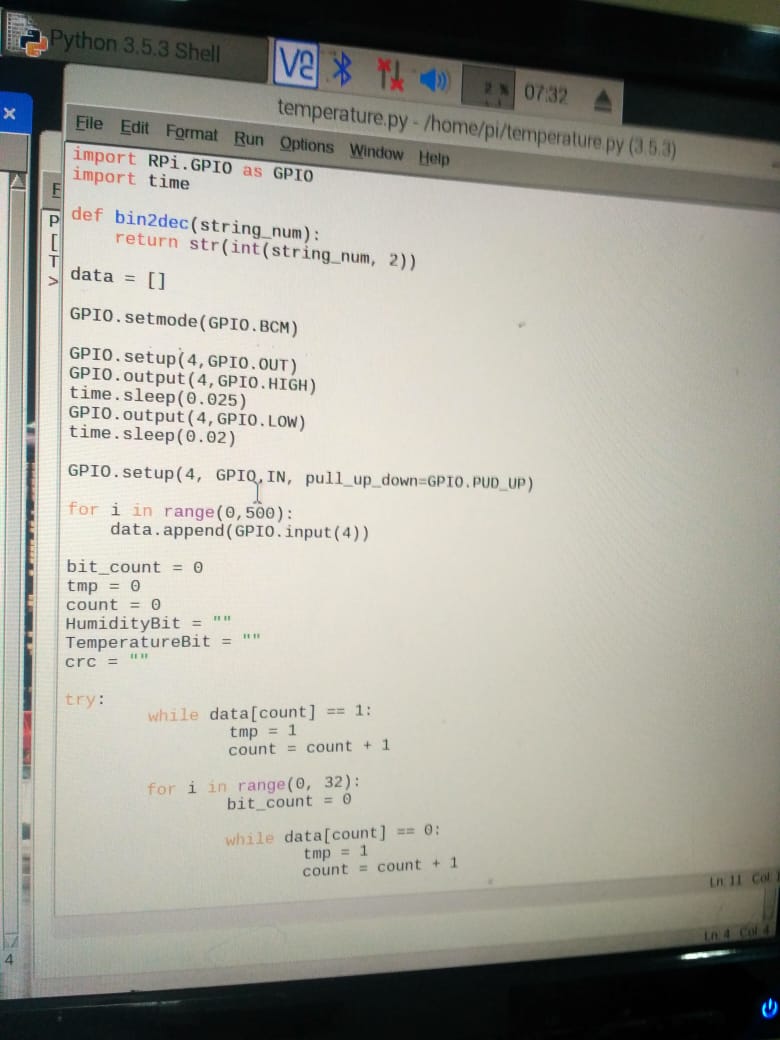 Python 3.5.3 Shell
V2
2 %
07:32
temperature.py - /home/pi/temperature.py (3.5.3)
File Edit Format Run Options Window Help
import RPi.GPIO as GPIO
import time
def bin2dec(string_num):
    return str(int(string_num, 2))
data = []
GPIO.setmode(GPIO.BCM)
GPIO.setup(4,GPIO.OUT)
GPIO.output(4,GPIO.HIGH)
time.sleep(0.025)
GPIO.output(4,GPIO.LOW)
time.sleep(0.02)
GPIO.setup(4, GPIO.IN, pull_up_down=GPIO.PUD_UP)
for i in range(0,500):
    data.append(GPIO.input(4))
bit_count = 0
tmp = 0
count = 0
HumidityBit = ""
TemperatureBit = ""
crc = ""
try:
        while data[count] == 1:
                tmp = 1
                count = count + 1
        for i in range(0, 32):
                bit_count = 0
                while data[count] == 0:
                        tmp = 1
                        count = count + 1
Ln 11 Col
Ln 4 Col 4
F
P
[
T
>
4